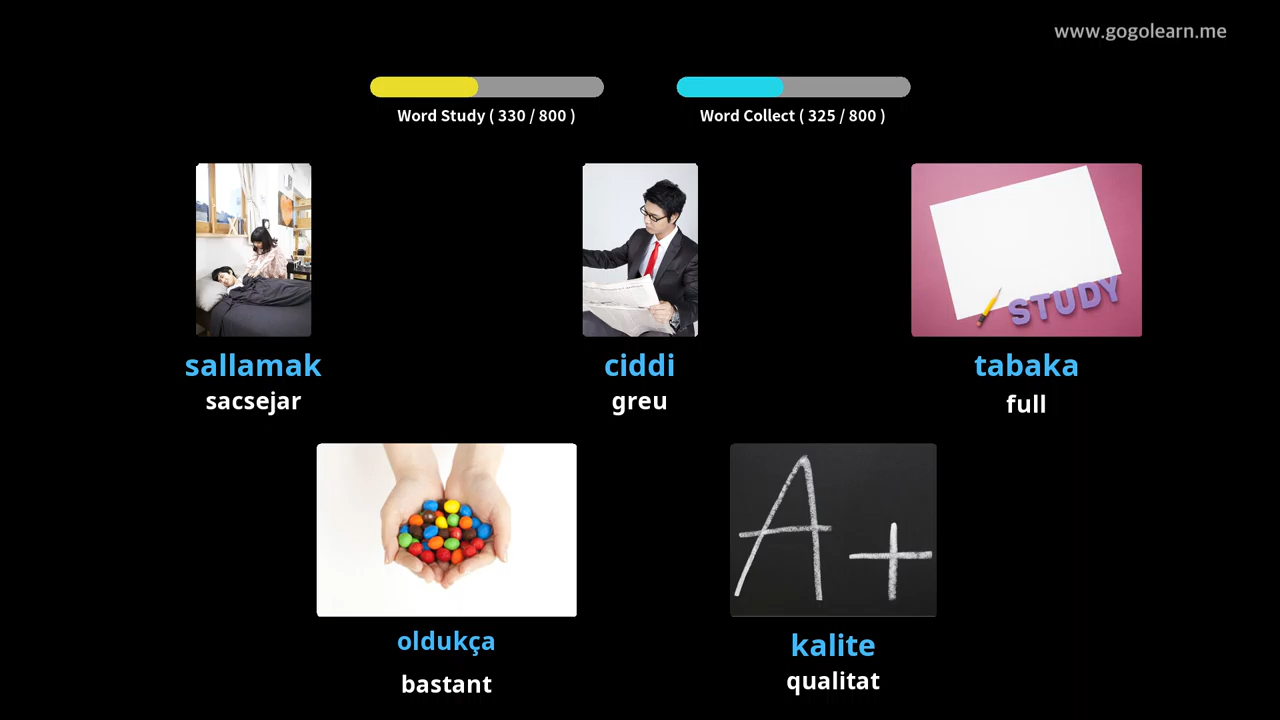 www.gogolearn.me
Word Study ( 330 / 800 )
Word Collect ( 325 / 800 )
STUDY
sallamak
sacsejar
ciddi
greu
tabaka
full
A+
oldukça
bastant
kalite
qualitat